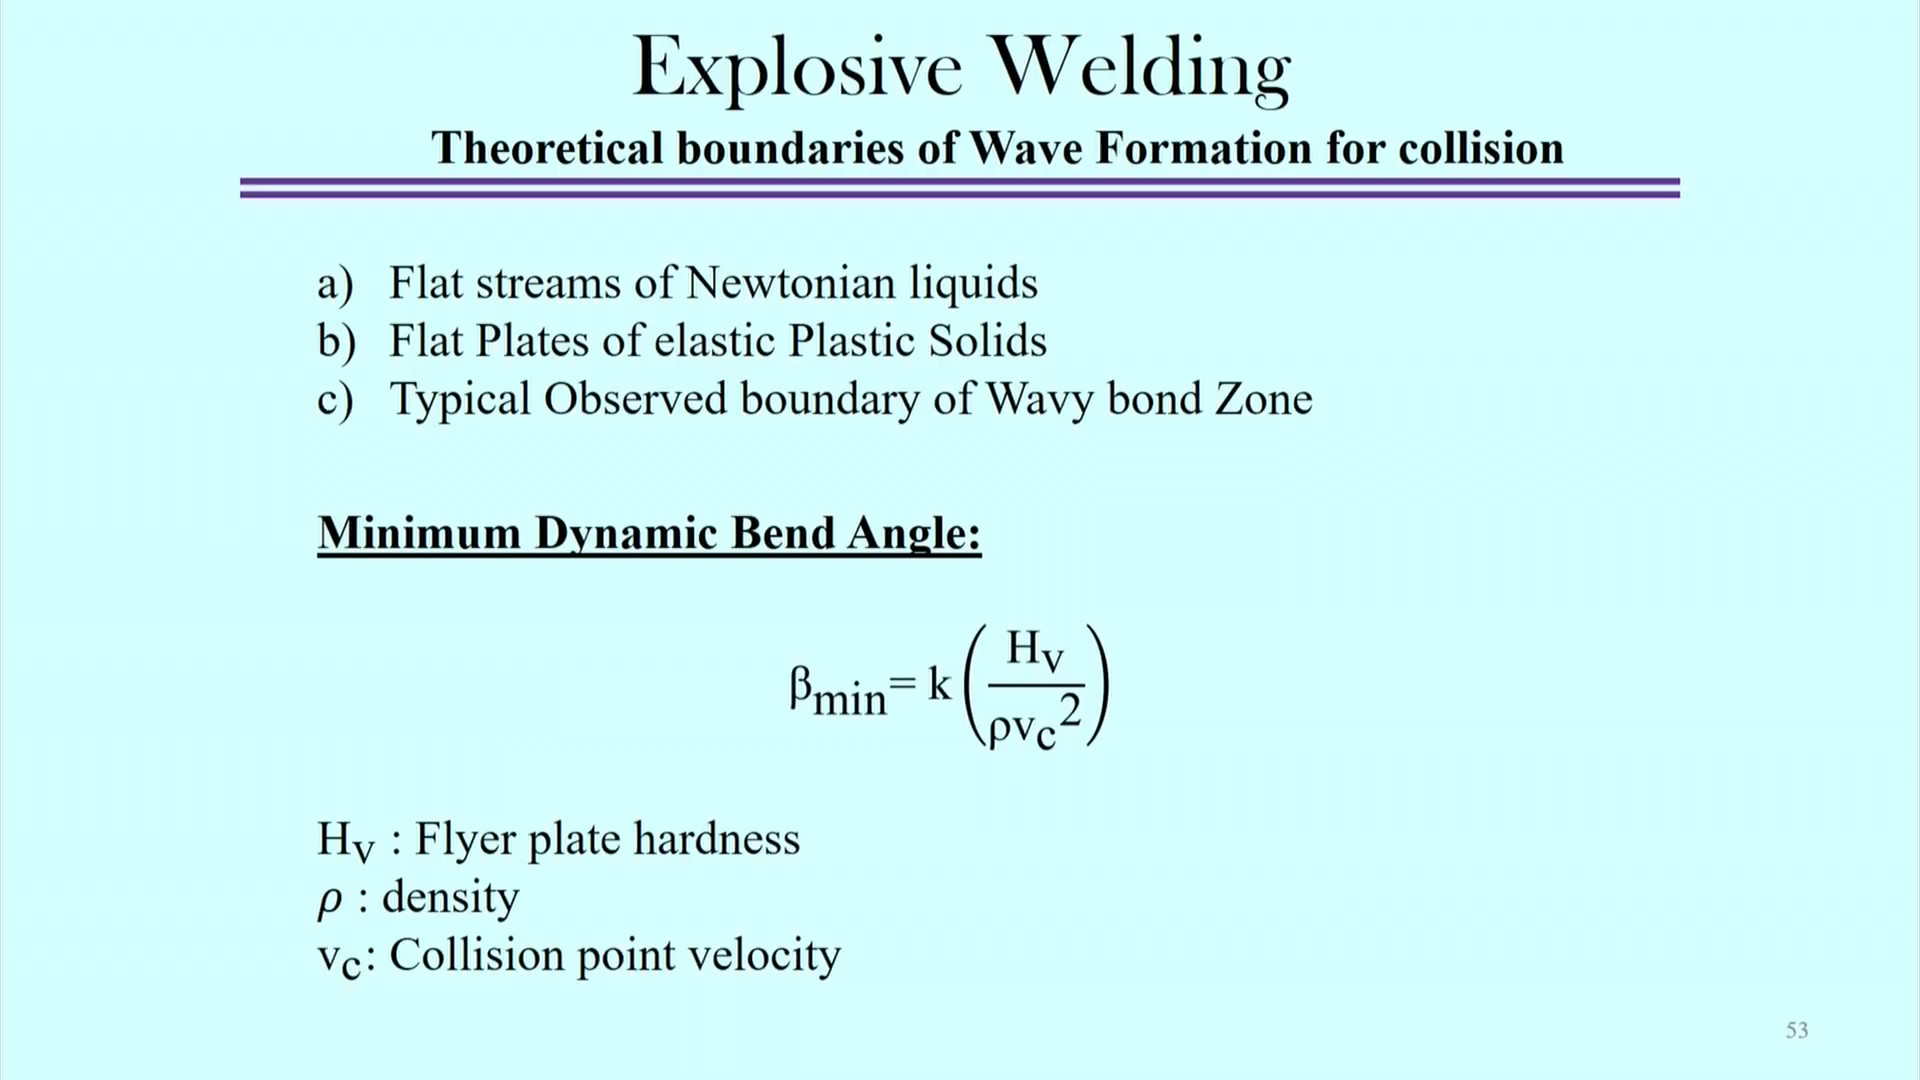 Explosive Welding
Theoretical boundaries of Wave Formation for collision
a) Flat streams of Newtonian liquids
b) Flat Plates of elastic Plastic Solids
c) Typical Observed boundary of Wavy bond Zone
Minimum Dynamic Bend Angle:
βmin= k (Hv/ρvc²)
Hv : Flyer plate hardness
ρ : density
vc: Collision point velocity
53